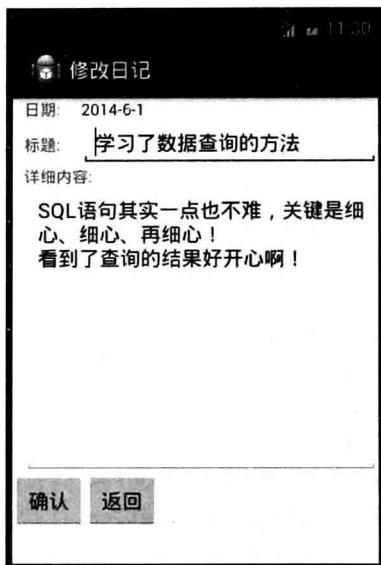 11:30
修改日记
日期: 2014-6-1
标题: 学习了数据查询的方法
详细内容:
SQL语句其实一点也不难，关键是细
心、细心、再细心！
看到了查询的结果好开心啊！
确认 返回